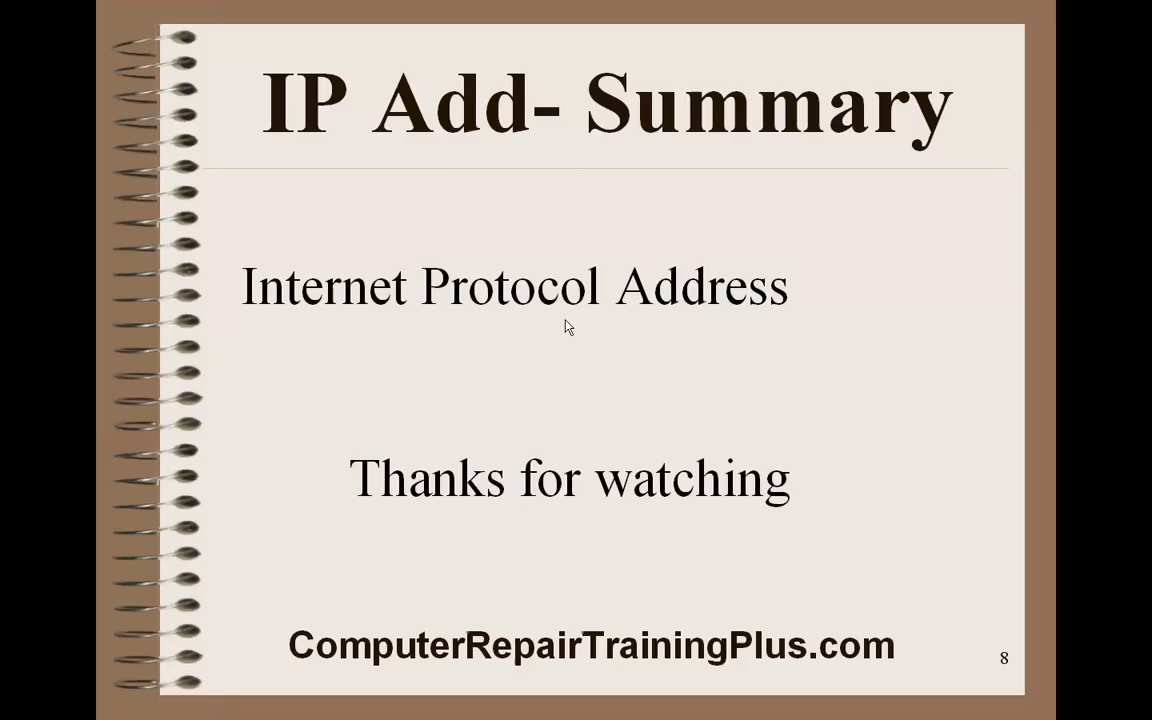 IP Add- Summary
Internet Protocol Address
Thanks for watching
ComputerRepairTrainingPlus.com
8